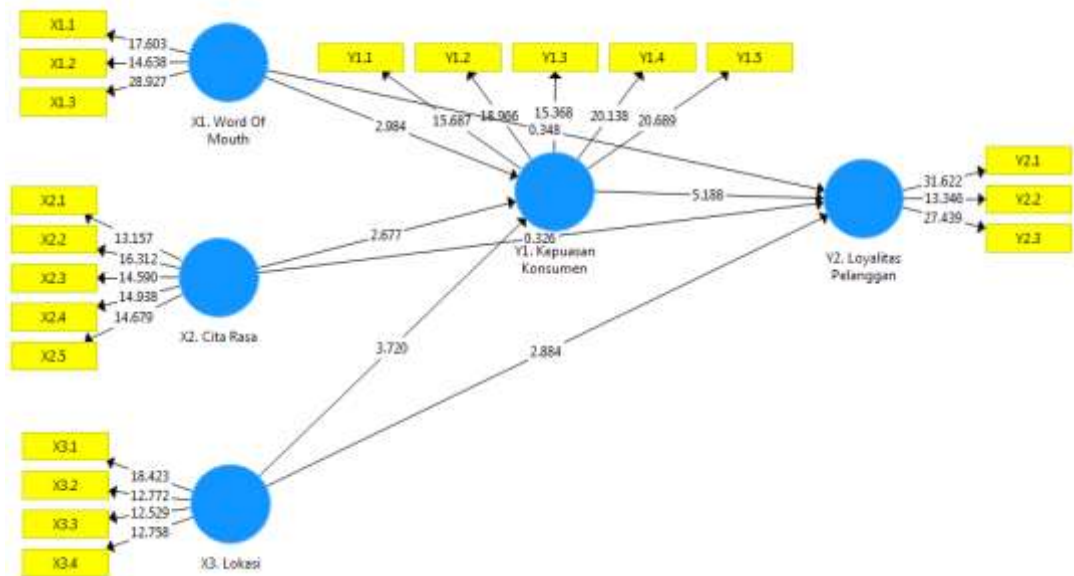 X1.1
17.603
X1.2
14.638
X1.3
28.927
X1. Word Of
Mouth
Y1.1
Y1.2
Y1.3
Y1.4
Y1.5
15.687
18.966
15.368
20.138
20.689
2.984
0.348
X2.1
13.157
X2.2
16.312
X2.3
14.590
X2.4
14.938
X2.5
14.679
X2. Cita Rasa
2.677
0.326
Y1. Kepuasan
Konsumen
5.188
Y2. Loyalitas
Pelanggan
Y2.1
31.622
Y2.2
13.346
Y2.3
27.439
3.720
2.884
X3.1
18.423
X3.2
12.772
X3.3
12.529
X3.4
12.758
X3. Lokasi